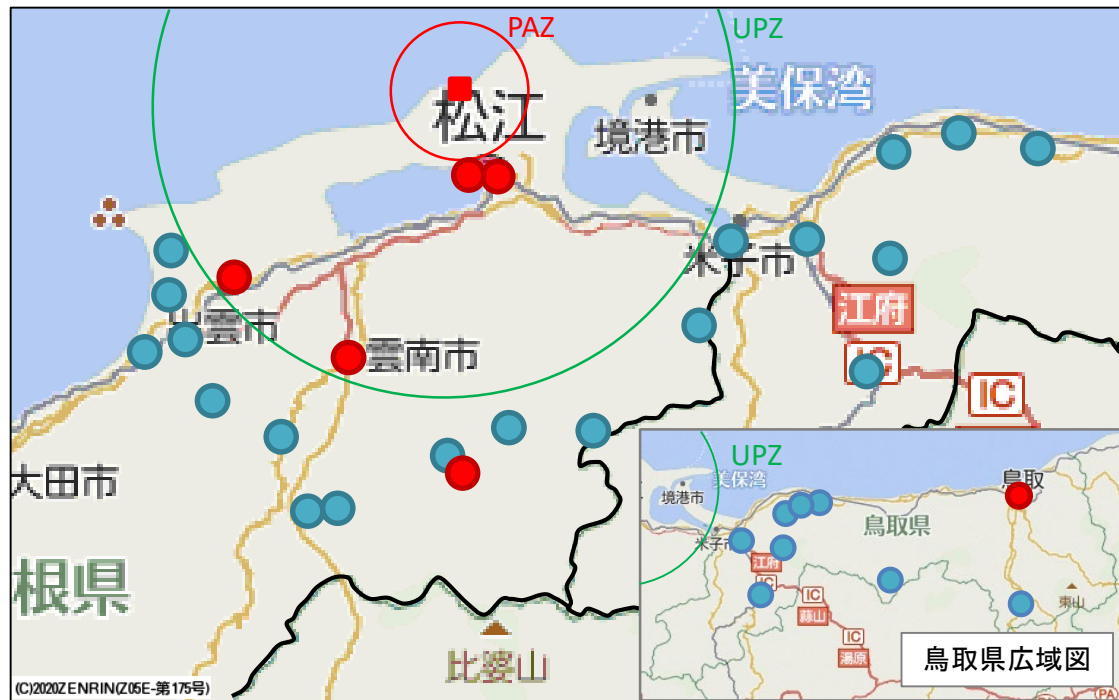 PAZ
UPZ
松江
美保湾
境港市
米子市
江府
IC
IC
出雲市
雲南市
大田市
根県
比婆山
(C)2020ZENRIN(Z05E-第175号)
UPZ
美保湾
境港市
鳥取
鳥取県
米子市
江府
IC
IC
蒜山
東山
IC
湯原
鳥取県広域図
PA